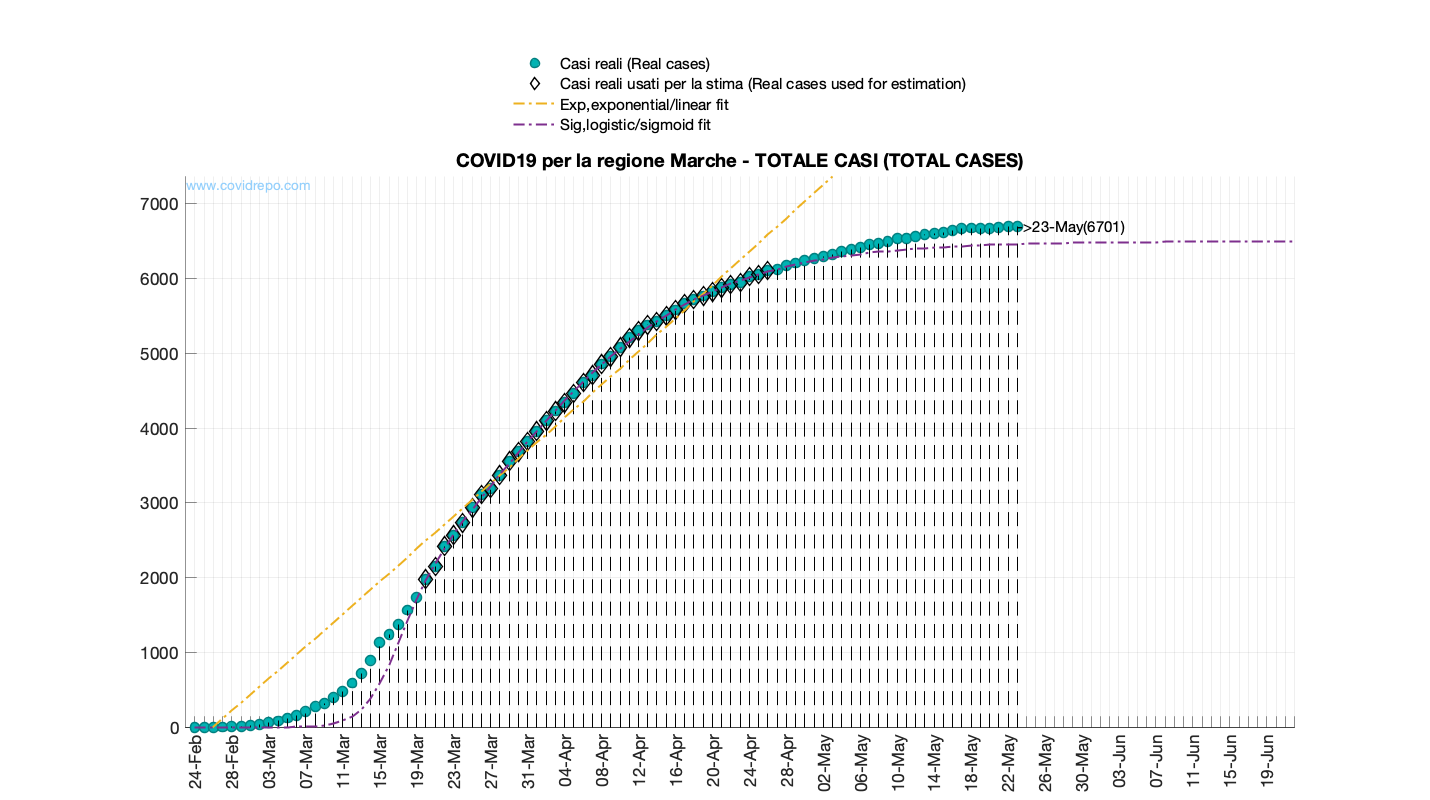 Casi reali (Real cases)
Casi reali usati per la stima (Real cases used for estimation)
Exp,exponential/linear fit
Sig,logistic/sigmoid fit
COVID19 per la regione Marche - TOTALE CASI (TOTAL CASES)
www.covidrepo.com
7000
->23-May(6701)
6000
5000
4000
3000
2000
1000
0
24-Feb
28-Feb
03-Mar
07-Mar
11-Mar
15-Mar
19-Mar
23-Mar
27-Mar
31-Mar
04-Apr
08-Apr
12-Apr
16-Apr
20-Apr
24-Apr
28-Apr
02-May
06-May
10-May
14-May
18-May
22-May
26-May
30-May
03-Jun
07-Jun
11-Jun
15-Jun
19-Jun